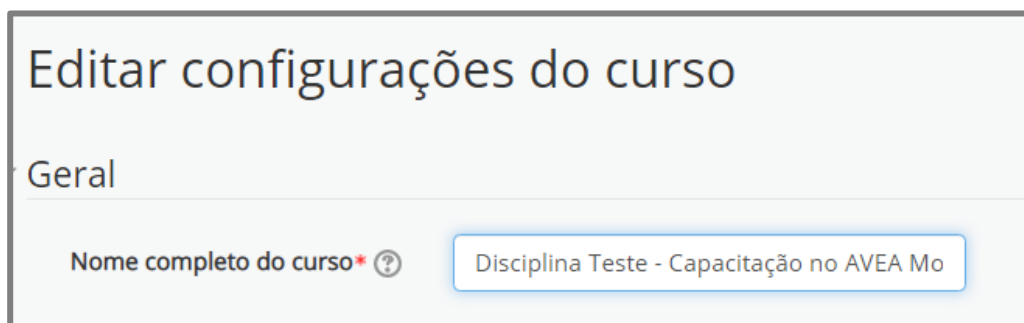 Editar configurações do curso
Geral
Nome completo do curso* ? Disciplina Teste - Capacitação no AVEA Mo